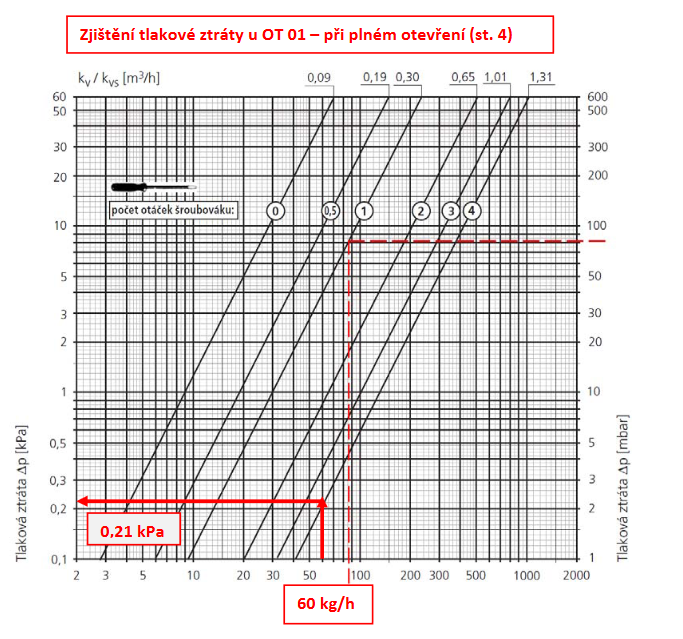 Zjištění tlakové ztráty u OT 01 – při plném otevření (st. 4)
kV / kVS [m³/h]
0,09 0,19 0,30 0,65 1,01 1,31
60 600
50 500
30 300
20 200
počet otáček šroubováku: 0 0,5 1 2 3 4
10 100
5 50
3 30
2 20
1 10
0,5 5
0,3 3
0,2 2
0,21 kPa
0,1 1
Tlaková ztráta Δp [kPa]
Tlaková ztráta Δp [mbar]
2 3 5 10 20 30 50 100 200 300 500 1000 2000
60 kg/h